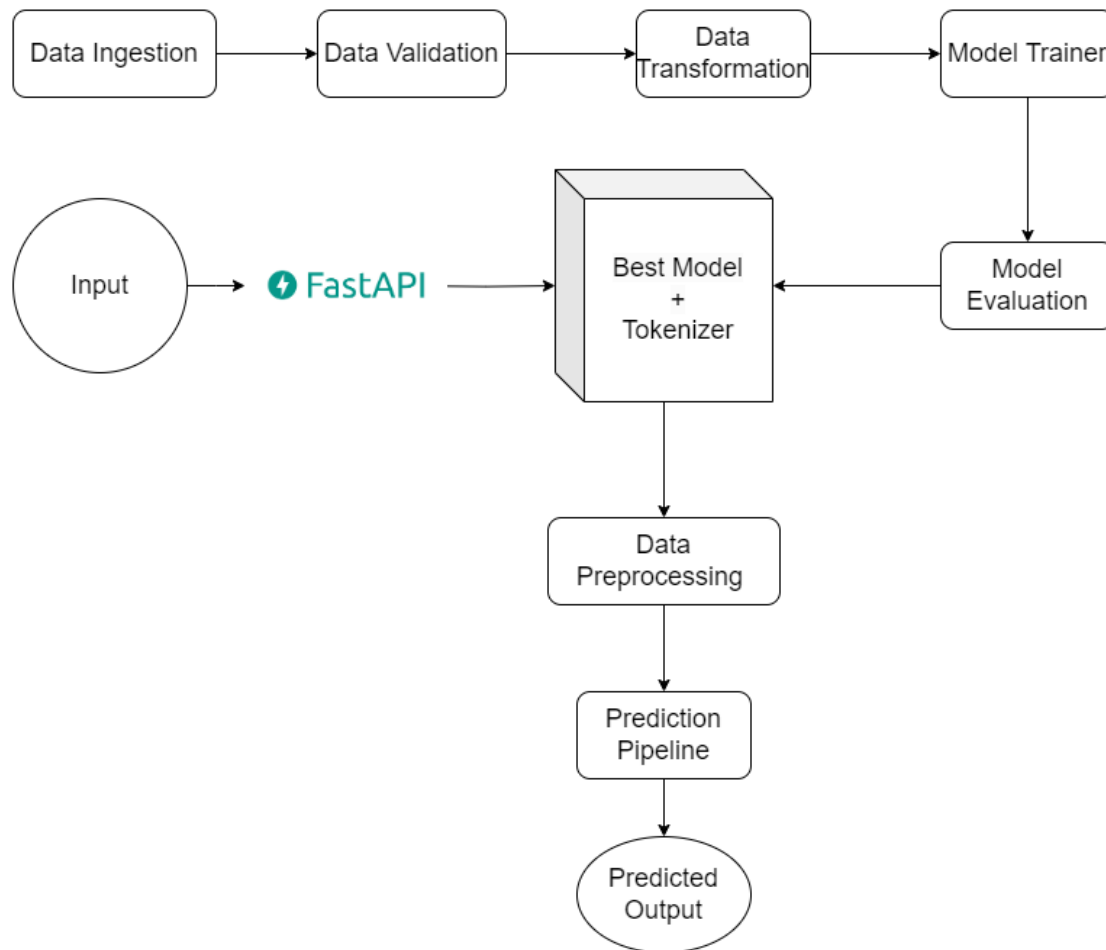 Data Ingestion
Data Validation
Data
Transformation
Model Trainer
Input
FastAPI
Best Model
+
Tokenizer
Model
Evaluation
Data
Preprocessing
Prediction
Pipeline
Predicted
Output